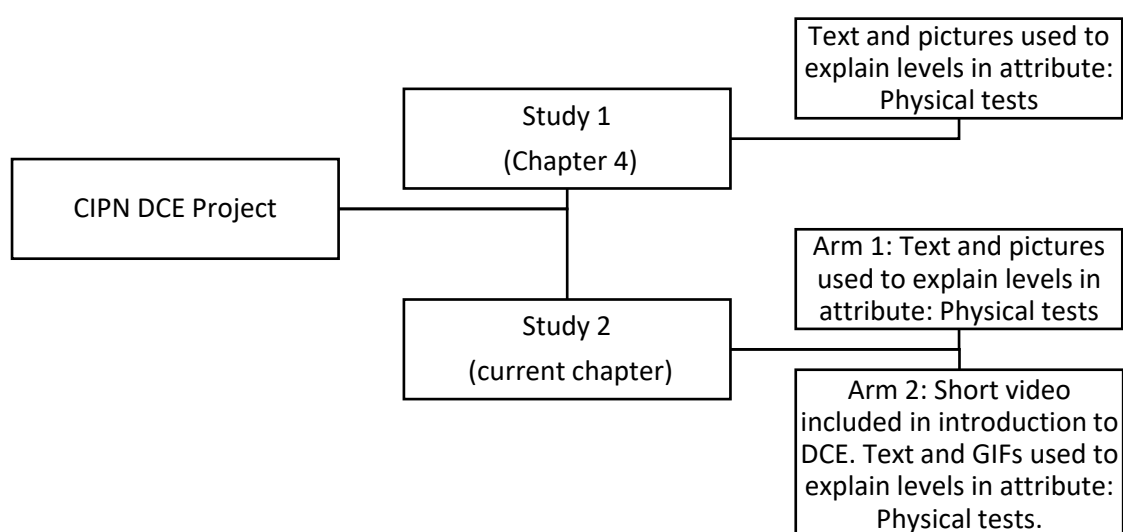 CIPN DCE Project
Study 1
(Chapter 4)
Text and pictures used to
explain levels in attribute:
Physical tests
Study 2
(current chapter)
Arm 1: Text and pictures
used to explain levels in
attribute: Physical tests
Arm 2: Short video
included in introduction to
DCE. Text and GIFs used to
explain levels in attribute:
Physical tests.